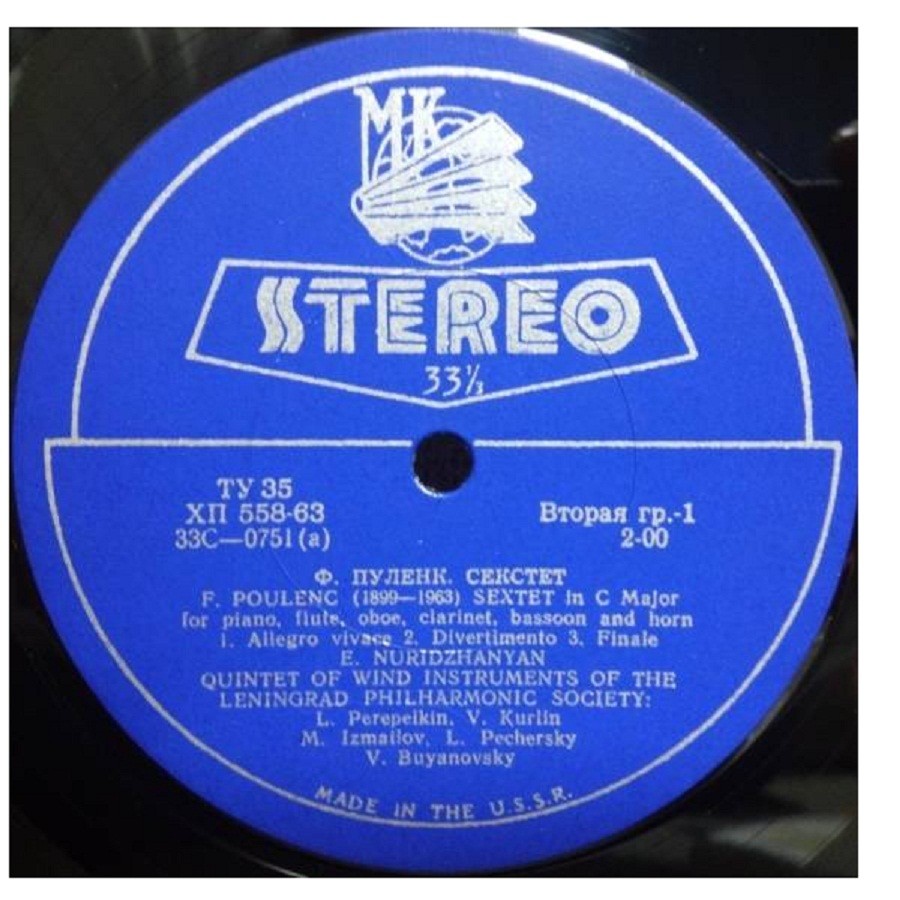 МК
STEREO
33⅓
ТУ 35
ХП 558-63
33С—0751 (а)
Вторая гр.-1
2-00
Ф. ПУЛЕНК. СЕКСТЕТ
F. POULENC (1899—1963) SEXTET in C Major
for piano, flute, oboe, clarinet, bassoon and horn
1. Allegro vivace 2. Divertimento 3. Finale
E. NURIDZHANYAN
QUINTET OF WIND INSTRUMENTS OF THE
LENINGRAD PHILHARMONIC SOCIETY:
L. Perepeikin, V. Kurlin
M. Izmailov, L. Pechersky
V. Buyanovsky
MADE IN THE U.S.S.R.